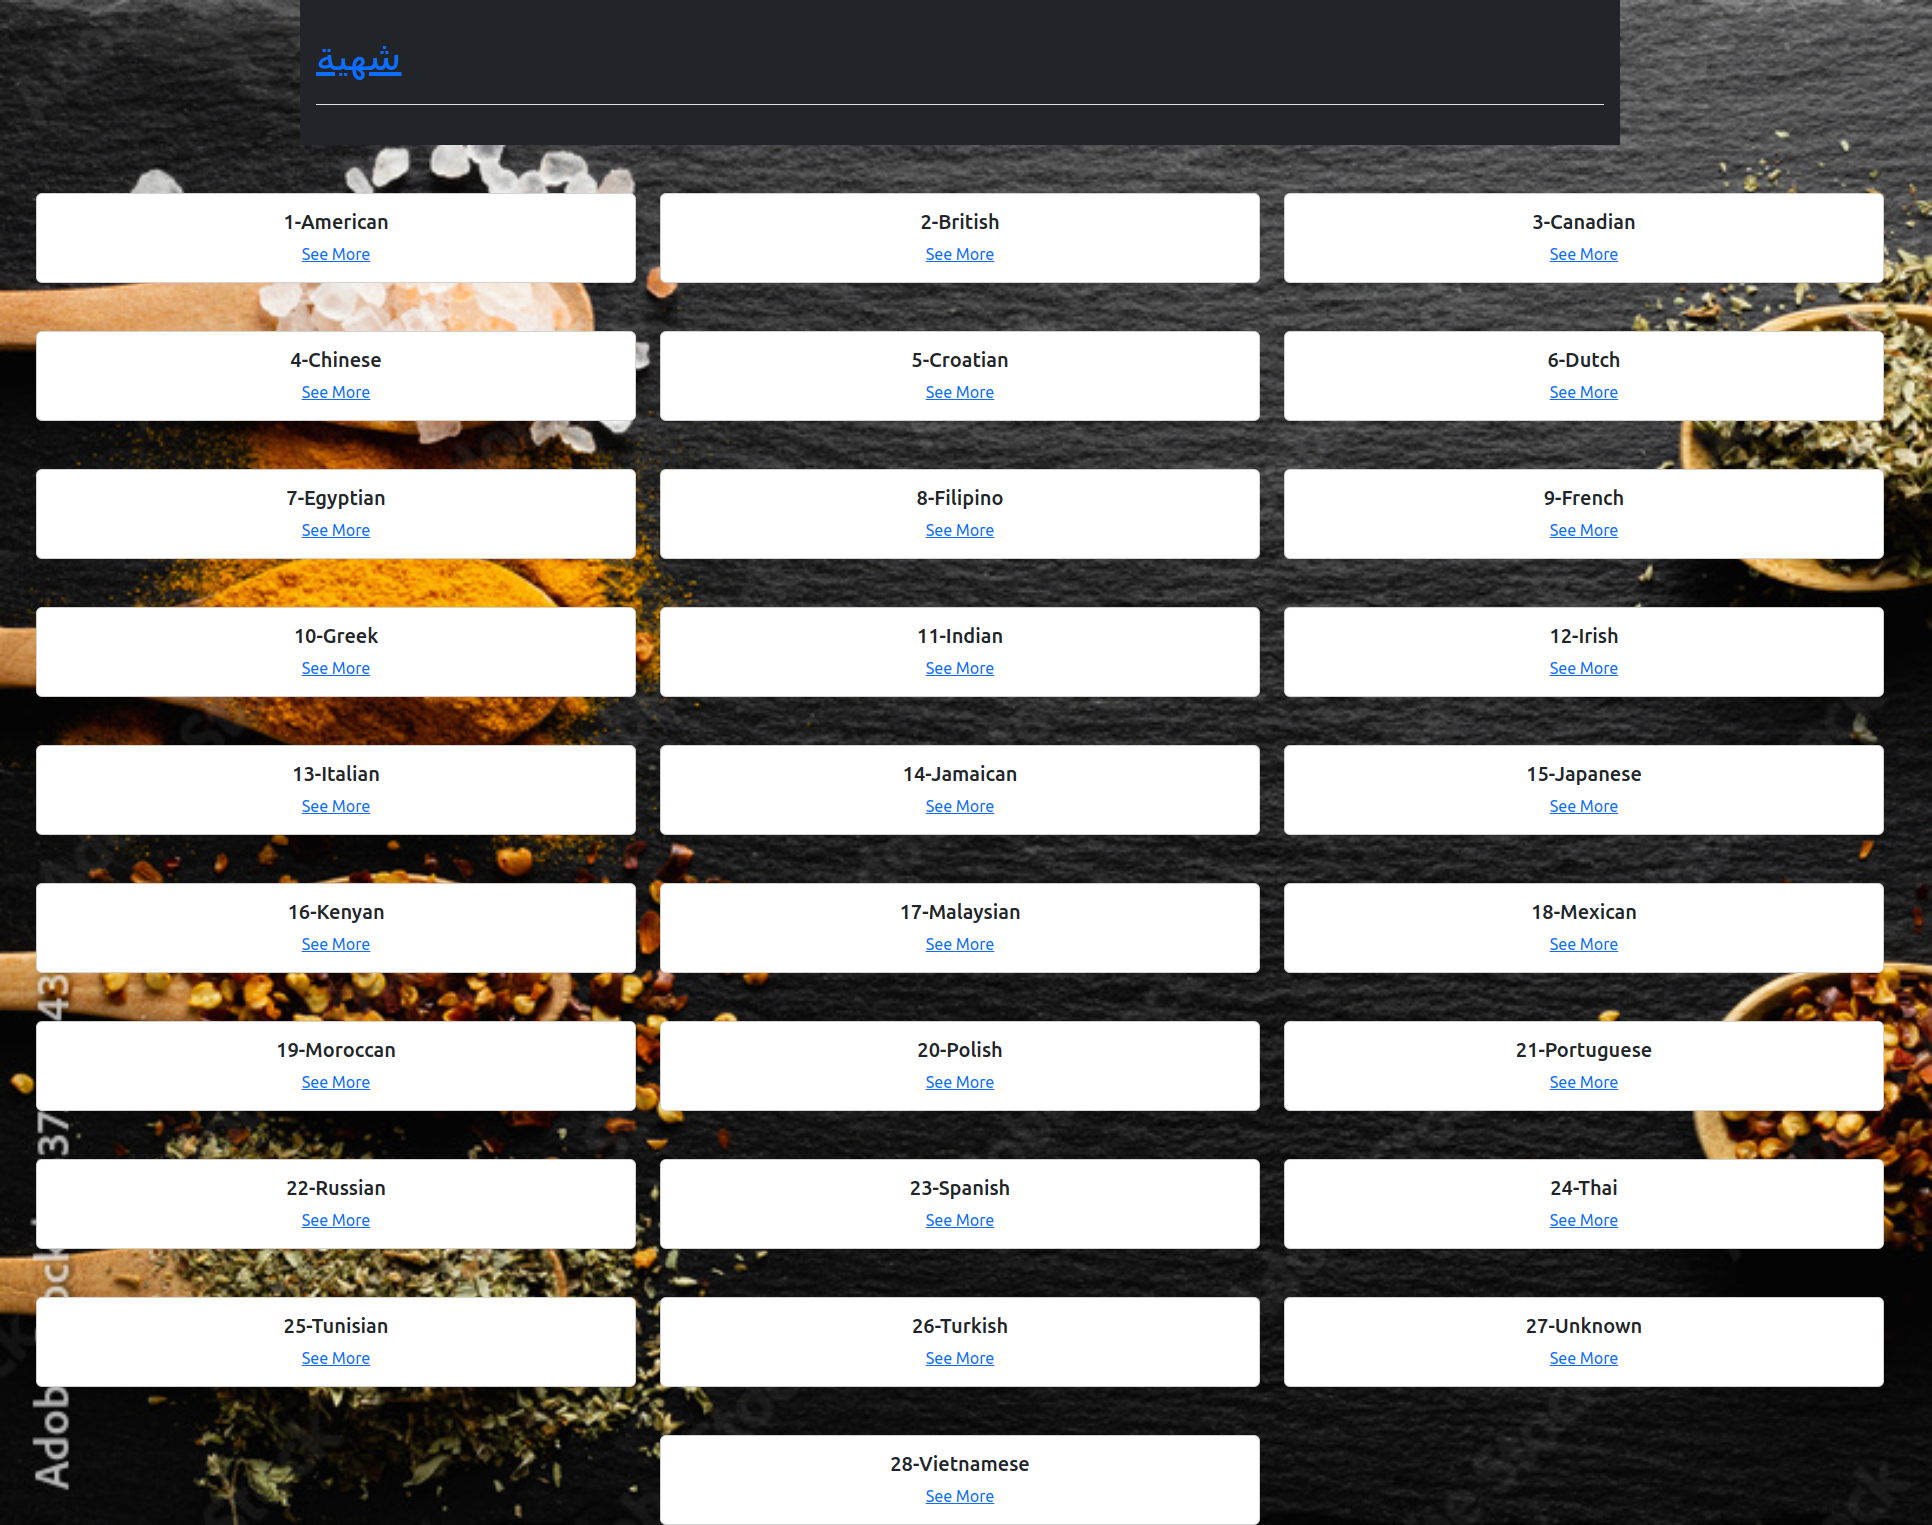 شهية
1-American
See More
2-British
See More
3-Canadian
See More
4-Chinese
See More
5-Croatian
See More
6-Dutch
See More
7-Egyptian
See More
8-Filipino
See More
9-French
See More
10-Greek
See More
11-Indian
See More
12-Irish
See More
13-Italian
See More
14-Jamaican
See More
15-Japanese
See More
16-Kenyan
See More
17-Malaysian
See More
18-Mexican
See More
19-Moroccan
See More
20-Polish
See More
21-Portuguese
See More
22-Russian
See More
23-Spanish
See More
24-Thai
See More
25-Tunisian
See More
26-Turkish
See More
27-Unknown
See More
28-Vietnamese
See More